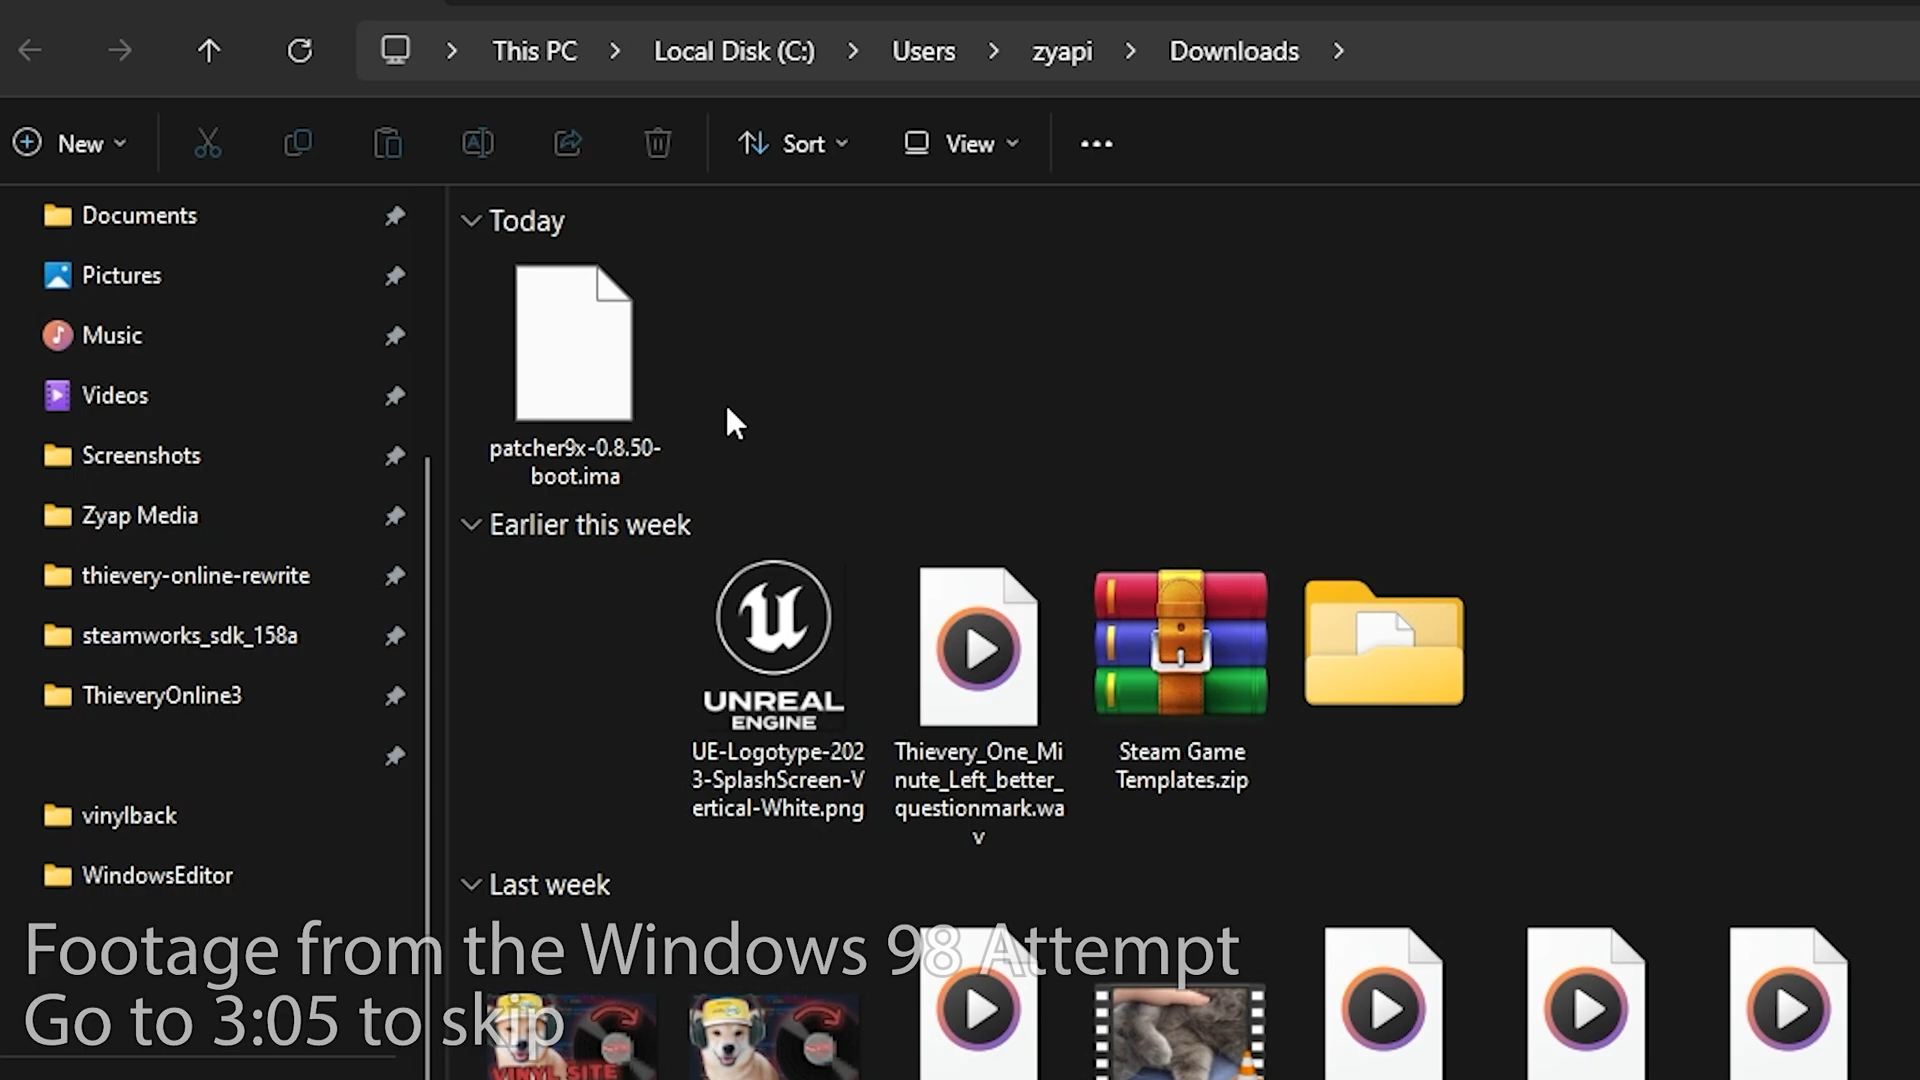 This PC
Local Disk (C:)
Users
zyapi
Downloads
New
Sort
View
Documents
Pictures
Music
Videos
Screenshots
Zyap Media
thievery-online-rewrite
steamworks_sdk_158a
ThieveryOnline3
vinylback
WindowsEditor
Today
patcher9x-0.8.50-
boot.ima
Earlier this week
UNREAL
ENGINE
UE-Logotype-202
3-SplashScreen-V
ertical-White.png
Thievery_One_Mi
nute_Left_better_
questionmark.wa
v
Steam Game
Templates.zip
Last week
VINYL SITE
Footage from the Windows 98 Attempt
Go to 3:05 to skip